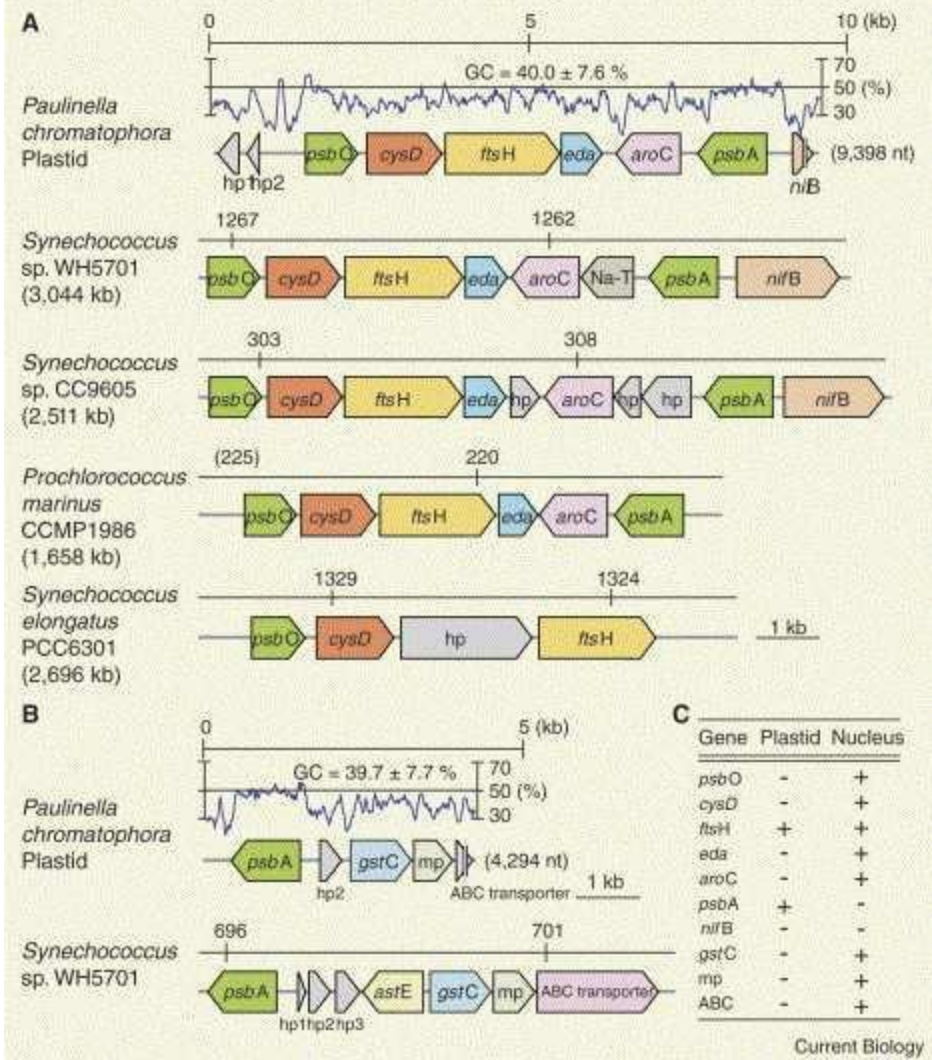 A
0 5 10 (kb)
GC = 40.0 ± 7.6 %
70
50 (%)
30
Paulinella
chromatophora
Plastid
psbO cysD ftsH eda aroC psbA
(9,398 nt)
hp1 hp2 nifB
1267 1262
Synechococcus
sp. WH5701
(3,044 kb)
psbO cysD ftsH eda aroC Na-T psbA nifB
303 308
Synechococcus
sp. CC9605
(2,511 kb)
psbO cysD ftsH eda hp aroC hp hp psbA nifB
(225) 220
Prochlorococcus
marinus
CCMP1986
(1,658 kb)
psbO cysD ftsH eda aroC psbA
1329 1324
Synechococcus
elongatus
PCC6301
(2,696 kb)
psbO cysD hp ftsH
1 kb
B
0 5 (kb)
GC = 39.7 ± 7.7 %
70
50 (%)
30
Paulinella
chromatophora
Plastid
psbA gstC mp
(4,294 nt)
hp2 ABC transporter
1 kb
696 701
Synechococcus
sp. WH5701
psbA astE gstC mp ABC transporter
hp1 hp2 hp3
C
Gene Plastid Nucleus
psbO - +
cysD - +
ftsH + +
eda - +
aroC - +
psbA + -
nifB - -
gstC - +
mp - +
ABC - +
Current Biology